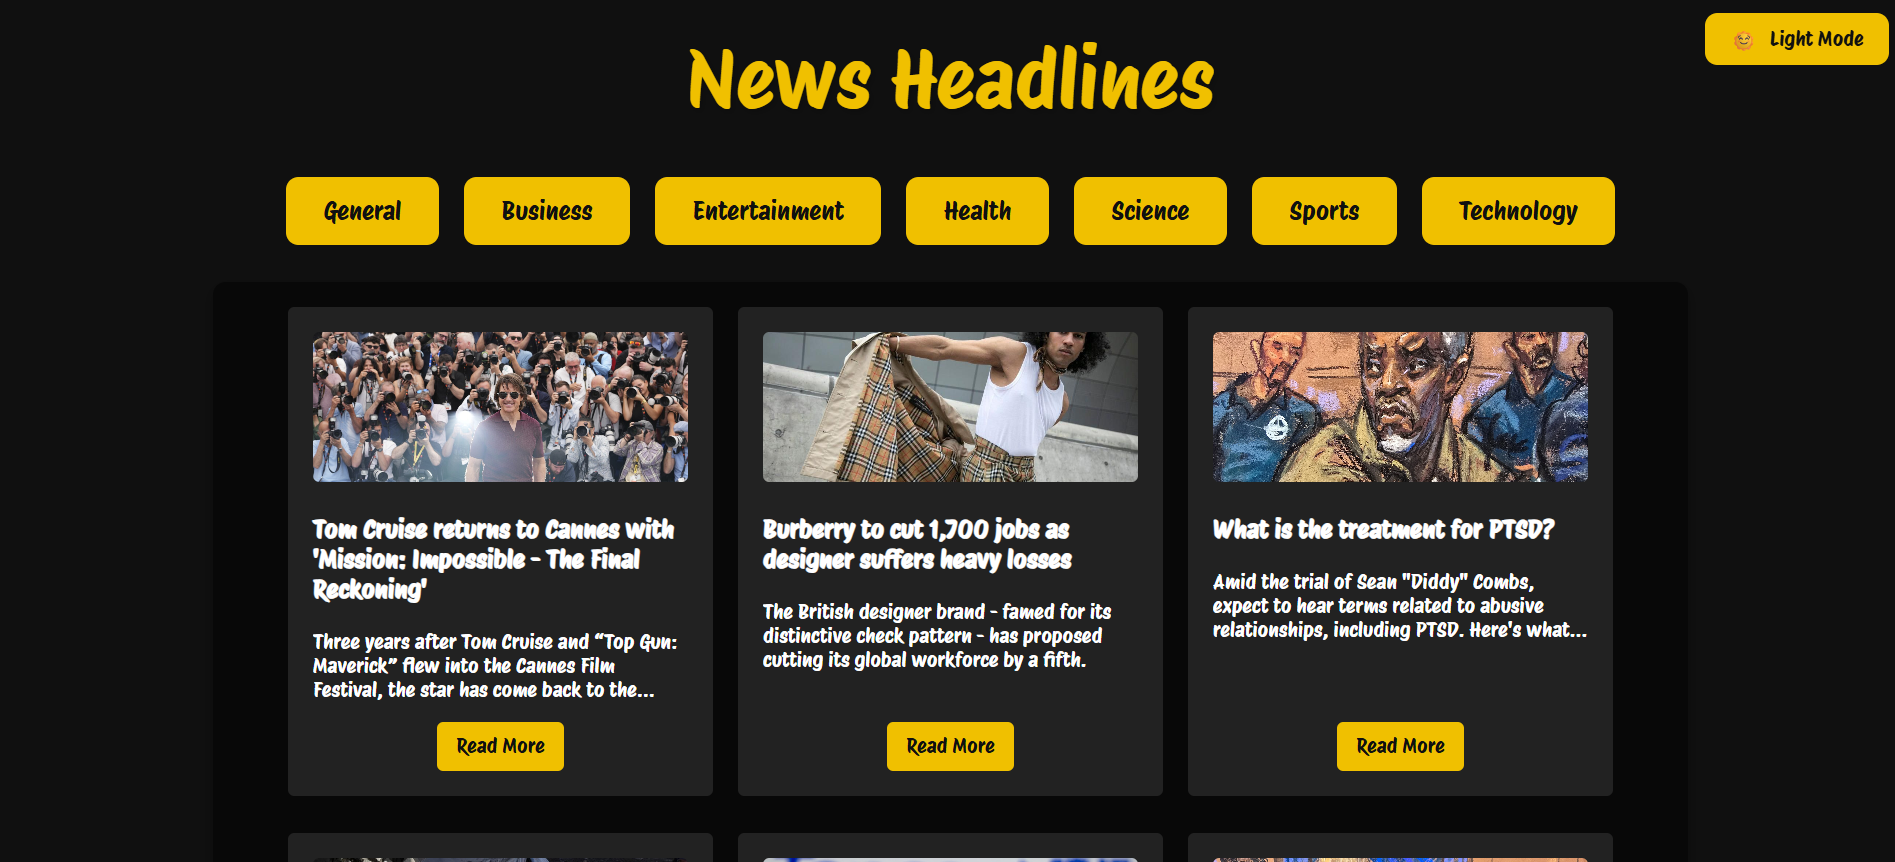 Light Mode
News Headlines
General
Business
Entertainment
Health
Science
Sports
Technology
Tom Cruise returns to Cannes with
'Mission: Impossible - The Final
Reckoning'
Three years after Tom Cruise and “Top Gun:
Maverick” flew into the Cannes Film
Festival, the star has come back to the...
Read More
Burberry to cut 1,700 jobs as
designer suffers heavy losses
The British designer brand - famed for its
distinctive check pattern - has proposed
cutting its global workforce by a fifth.
Read More
What is the treatment for PTSD?
Amid the trial of Sean "Diddy" Combs,
expect to hear terms related to abusive
relationships, including PTSD. Here's what...
Read More